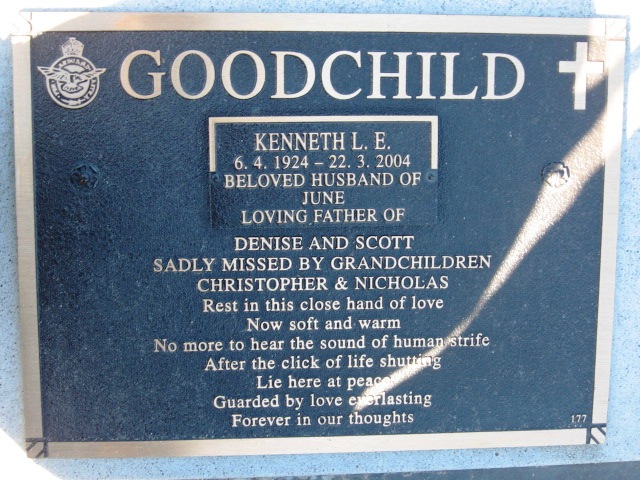 GOODCHILD
KENNETH L. E.
6. 4. 1924 – 22. 3. 2004
BELOVED HUSBAND OF
JUNE
LOVING FATHER OF
DENISE AND SCOTT
SADLY MISSED BY GRANDCHILDREN
CHRISTOPHER & NICHOLAS
Rest in this close hand of love
Now soft and warm
No more to hear the sound of human strife
After the click of life shutting
Lie here at peace
Guarded by love everlasting
Forever in our thoughts
177